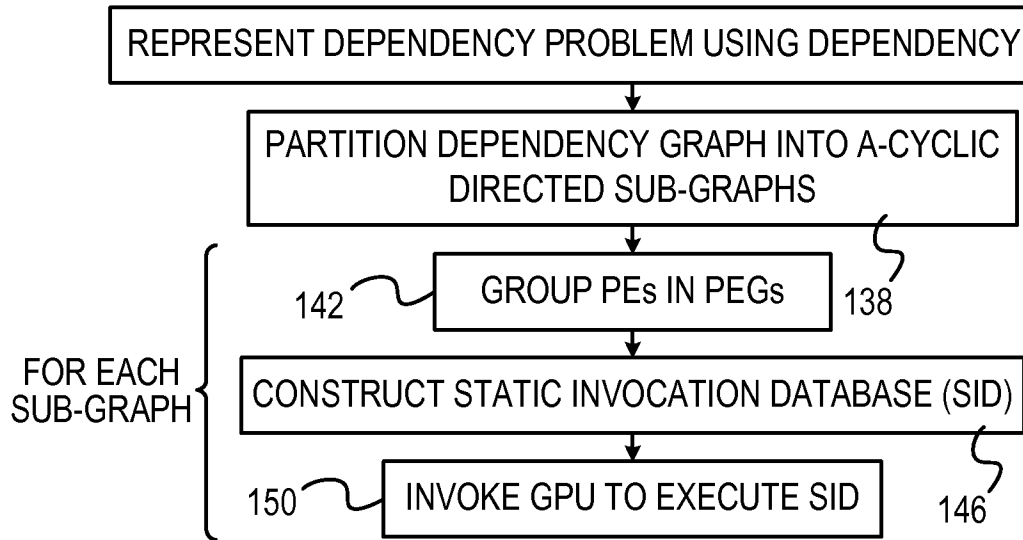 REPRESENT DEPENDENCY PROBLEM USING DEPENDENCY
PARTITION DEPENDENCY GRAPH INTO A-CYCLIC
DIRECTED SUB-GRAPHS
138
142
GROUP PEs IN PEGs
FOR EACH
SUB-GRAPH
CONSTRUCT STATIC INVOCATION DATABASE (SID)
146
150
INVOKE GPU TO EXECUTE SID